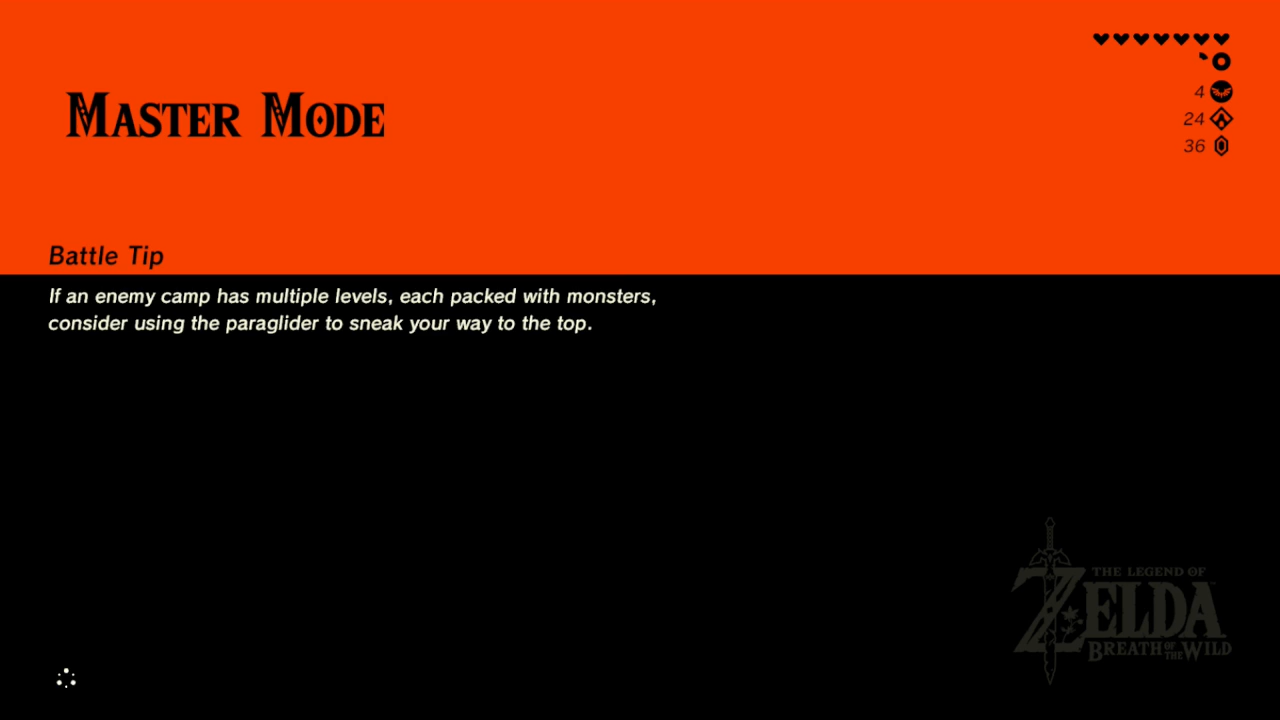 Master Mode
4
24
36
Battle Tip
If an enemy camp has multiple levels, each packed with monsters,
consider using the paraglider to sneak your way to the top.
THE LEGEND OF
ZELDA
BREATH OF THE WILD